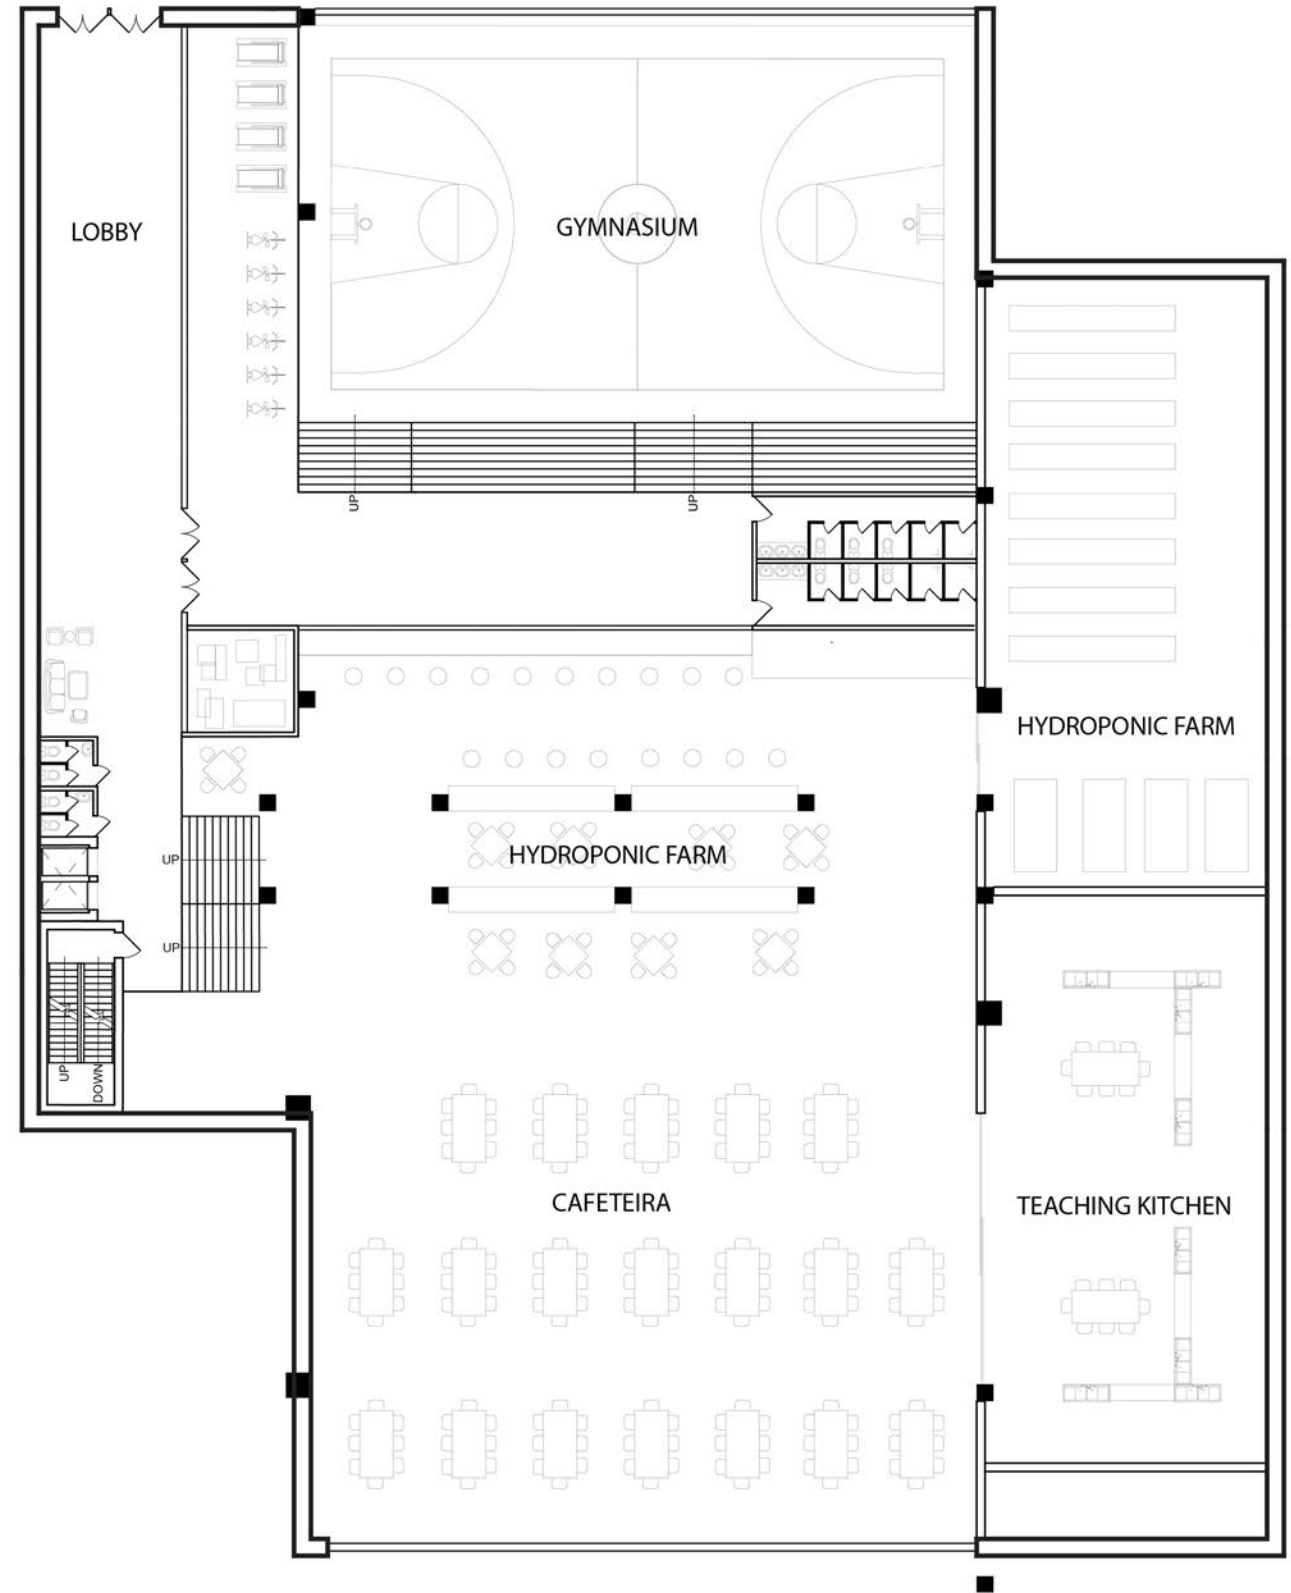 LOBBY
GYMNASIUM
UP
UP
HYDROPONIC FARM
HYDROPONIC FARM
UP
UP
UP
DOWN
CAFETEIRA
TEACHING KITCHEN